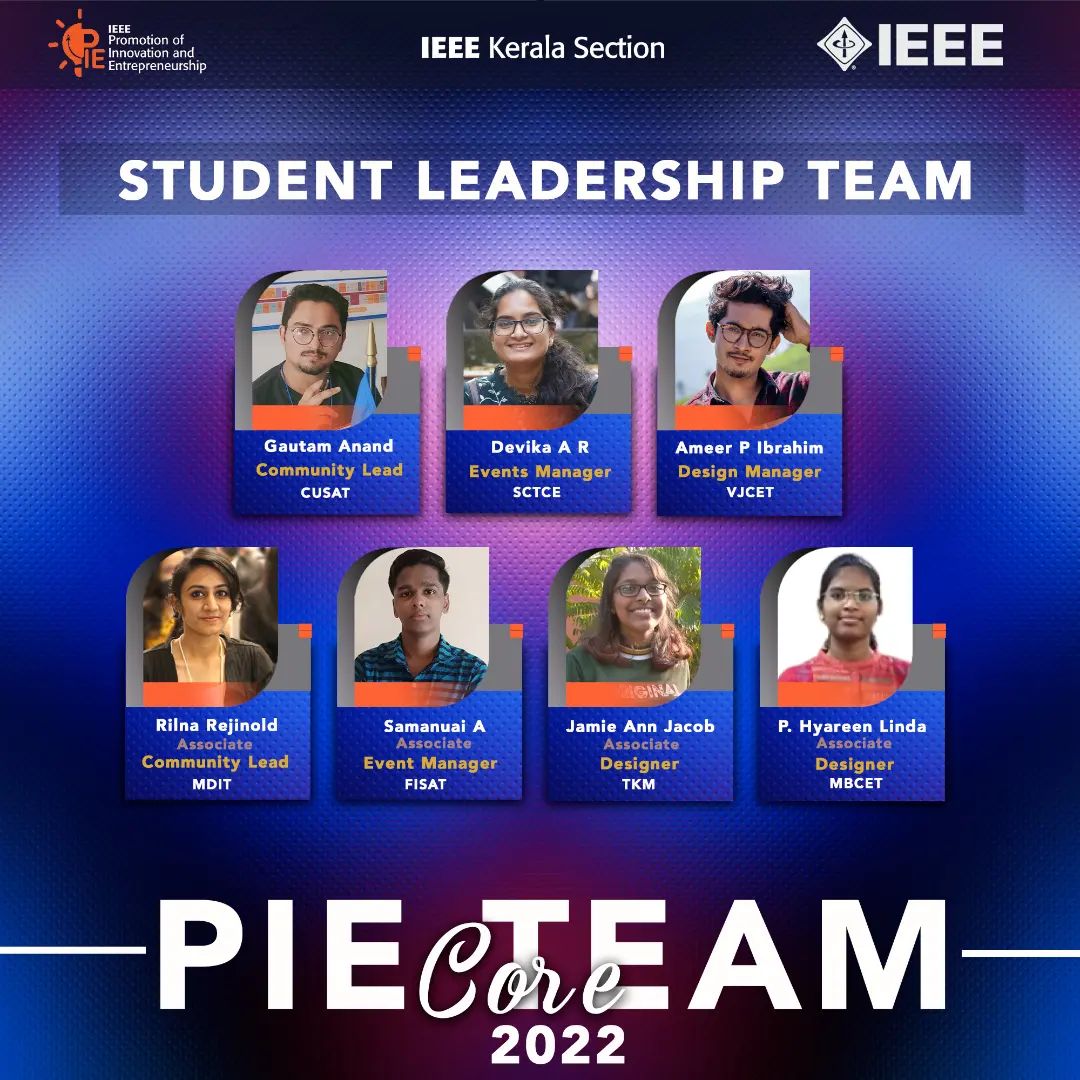 PIE
IEEE
Promotion of
Innovation and
Entrepreneurship
IEEE Kerala Section
IEEE
STUDENT LEADERSHIP TEAM
Gautam Anand
Community Lead
CUSAT
Devika A R
Events Manager
SCTCE
Ameer P Ibrahim
Design Manager
VJCET
Rilna Rejinold
Associate
Community Lead
MDIT
Samanuai A
Associate
Event Manager
FISAT
RIGINAL
Jamie Ann Jacob
Associate
Designer
TKM
P. Hyareen Linda
Associate
Designer
MBCET
PIE TEAM
Core
2022